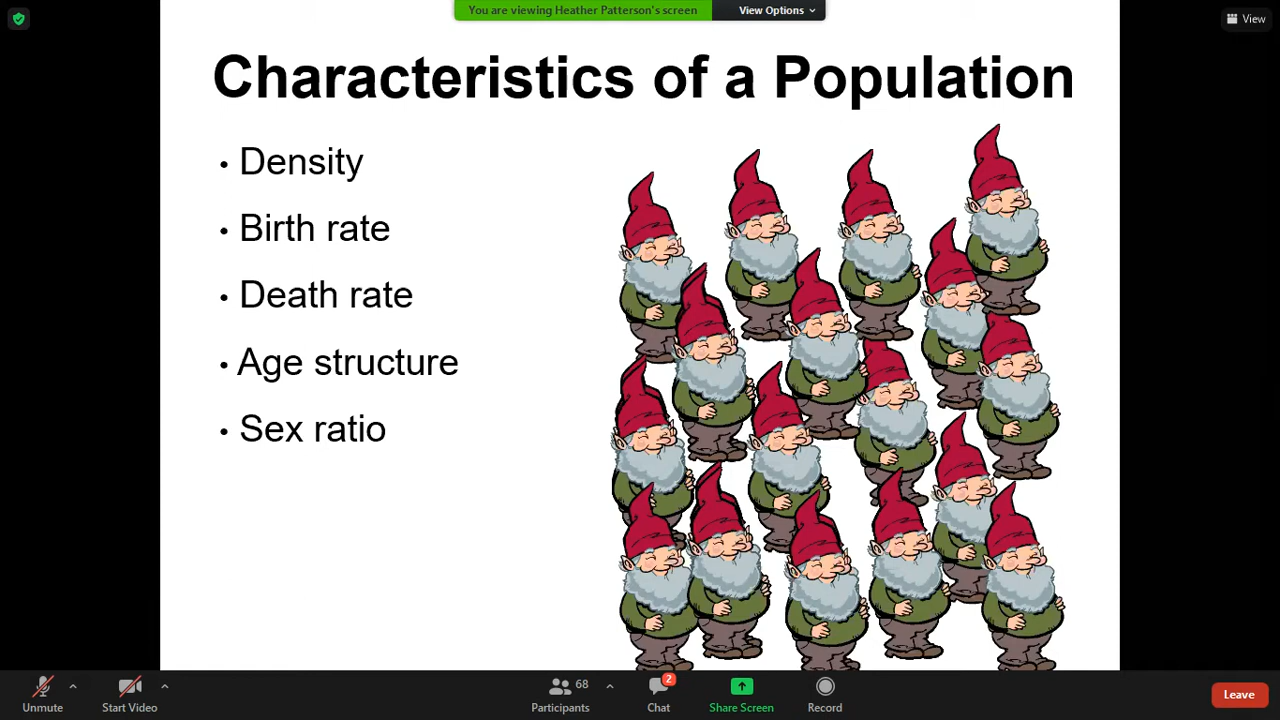 You are viewing Heather Patterson's screen
View Options
View
Characteristics of a Population
• Density
• Birth rate
• Death rate
• Age structure
• Sex ratio
Unmute
Start Video
68
Participants
2
Chat
Share Screen
Record
Leave